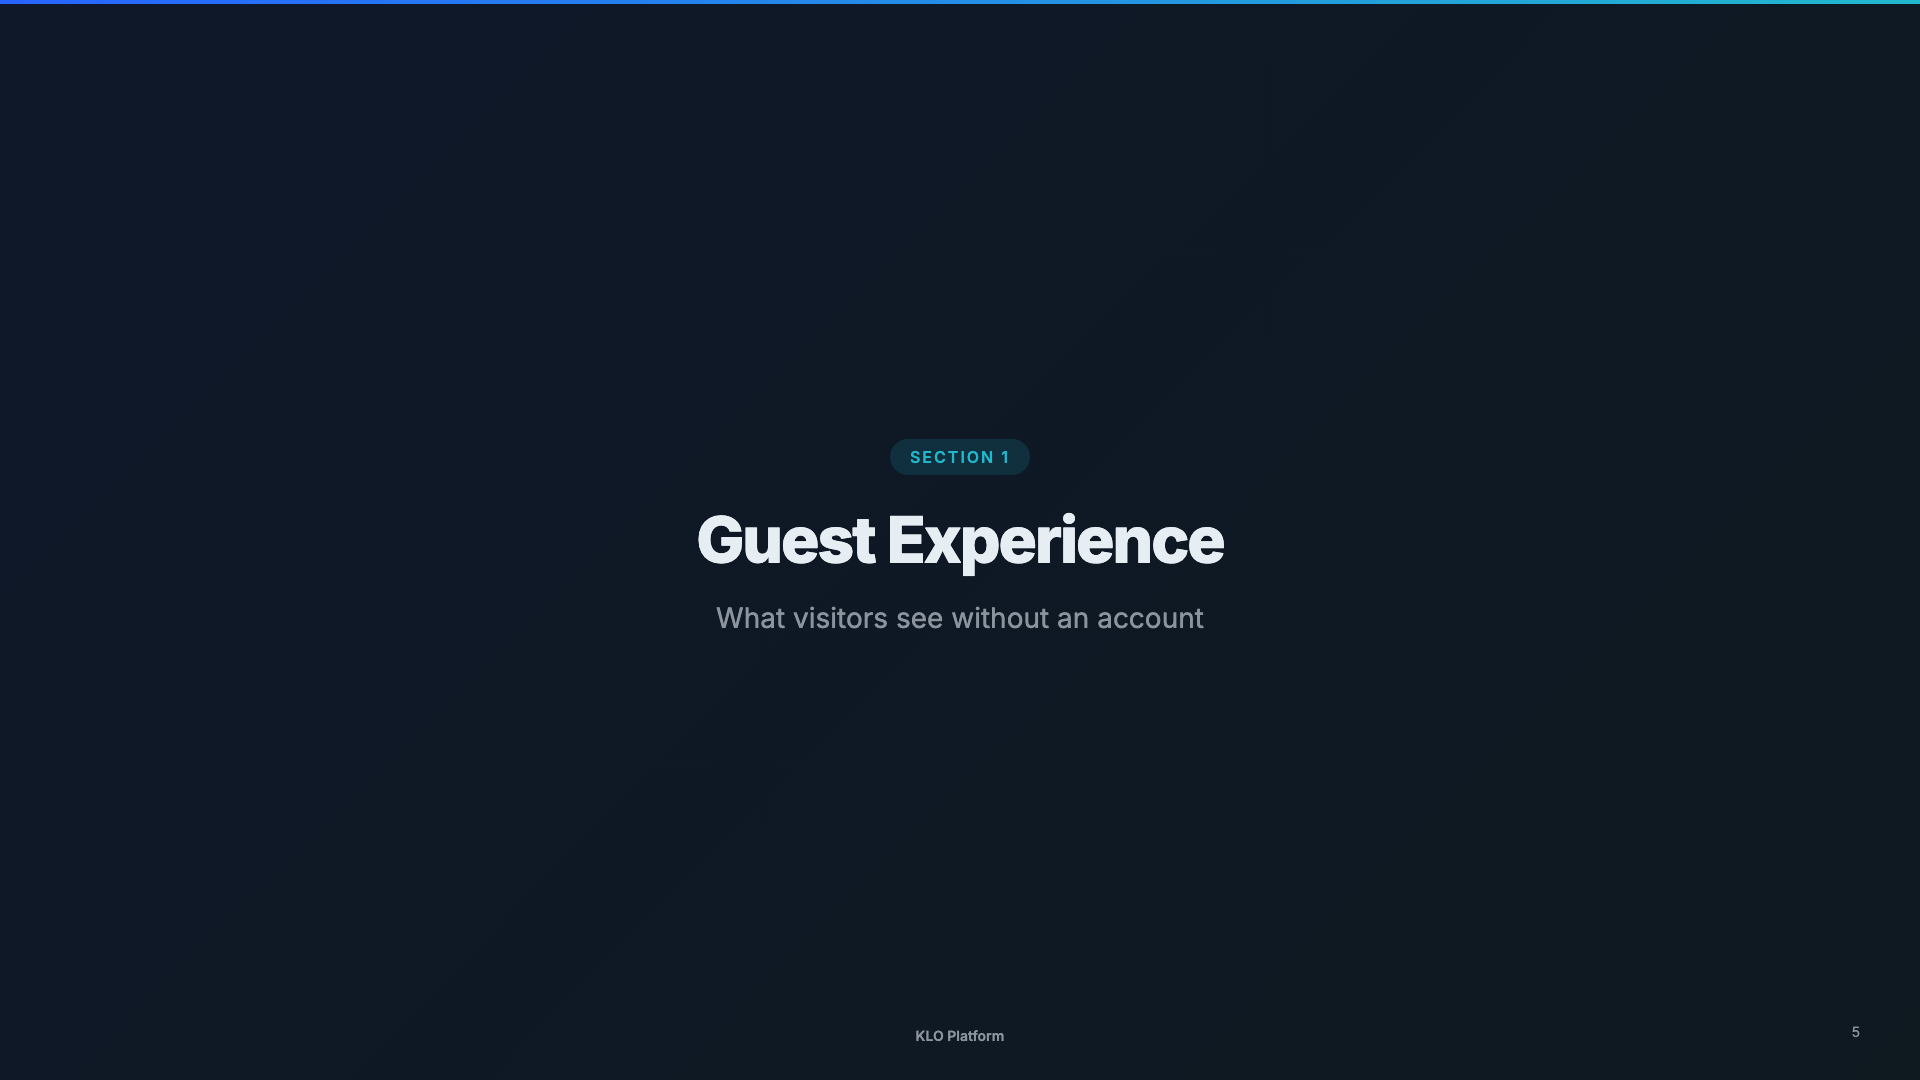 SECTION 1
Guest Experience
What visitors see without an account
KLO Platform
5